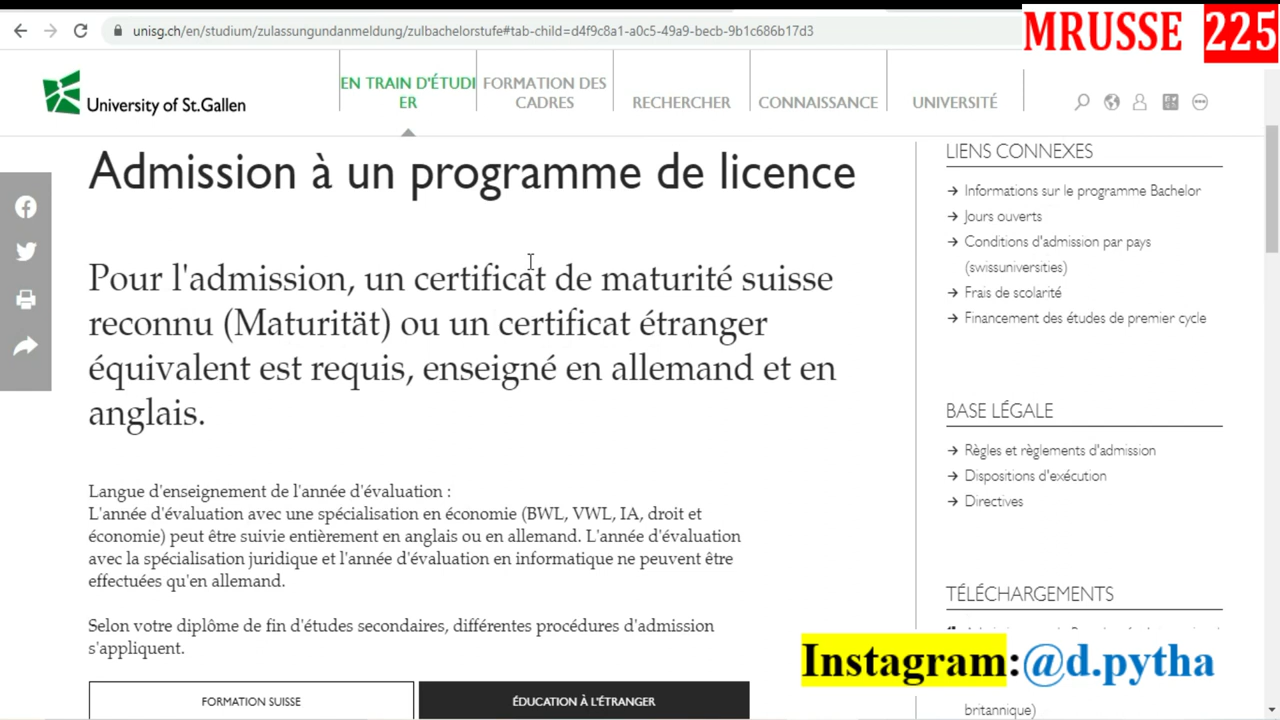 unisg.ch/en/studium/zulassungundanmeldung/zulbachelorstufe#tab-child=d4f9c8a1-a0c5-49a9-becb-9b1c686b17d3
MRUSSE 225
University of St.Gallen
EN TRAIN D'ÉTUDI
ER
FORMATION DES
CADRES
RECHERCHER
CONNAISSANCE
UNIVERSITÉ
Admission à un programme de licence
Pour l'admission, un certificat de maturité suisse
reconnu (Maturität) ou un certificat étranger
équivalent est requis, enseigné en allemand et en
anglais.
Langue d'enseignement de l'année d'évaluation :
L'année d'évaluation avec une spécialisation en économie (BWL, VWL, IA, droit et
économie) peut être suivie entièrement en anglais ou en allemand. L'année d'évaluation
avec la spécialisation juridique et l'année d'évaluation en informatique ne peuvent être
effectuées qu'en allemand.
Selon votre diplôme de fin d'études secondaires, différentes procédures d'admission
s'appliquent.
FORMATION SUISSE
ÉDUCATION À L'ÉTRANGER
LIENS CONNEXES
→ Informations sur le programme Bachelor
→ Jours ouverts
→ Conditions d'admission par pays
(swissuniversities)
→ Frais de scolarité
→ Financement des études de premier cycle
BASE LÉGALE
→ Règles et règlements d'admission
→ Dispositions d'exécution
→ Directives
TÉLÉCHARGEMENTS
Instagram:@d.pytha
britannique)